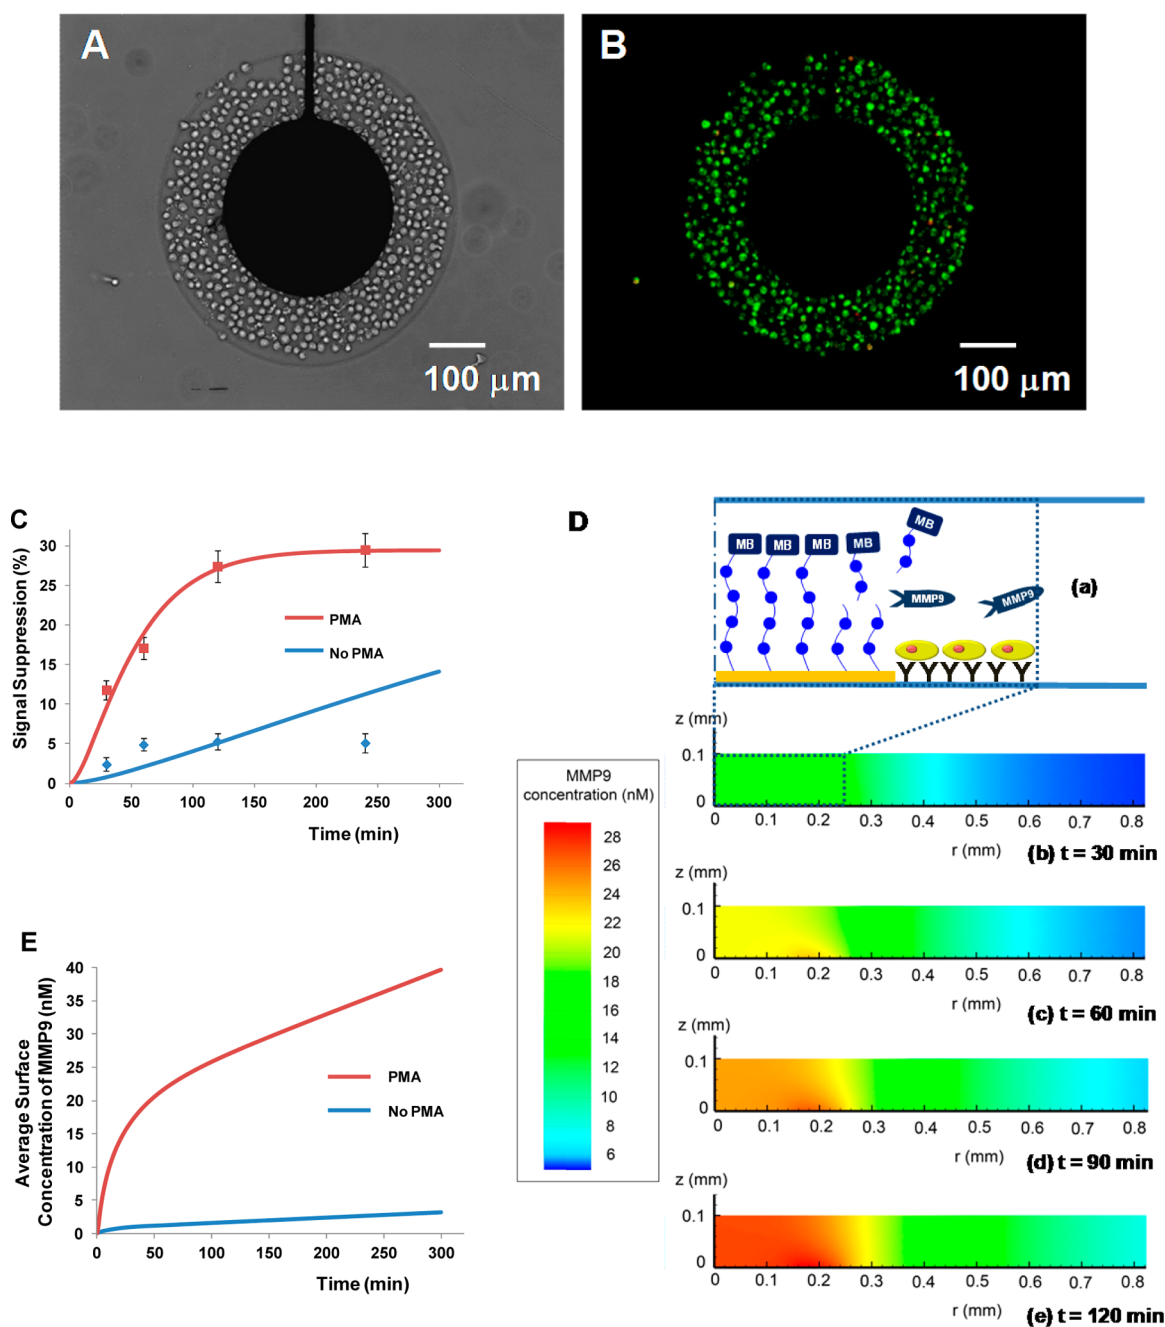 A
100 μm
B
100 μm
C
Signal Suppression (%)
30
25
20
15
10
5
0
0 50 100 150 200 250 300
Time (min)
PMA
No PMA
D
MB MB MB MB MB
MMP9 MMP9
(a)
z (mm)
0.1
0
0 0.1 0.2 0.3 0.4 0.5 0.6 0.7 0.8
r (mm)
(b) t = 30 min
MMP9
concentration (nM)
28
26
24
22
20
18
16
14
12
10
8
6
z (mm)
0.1
0
0 0.1 0.2 0.3 0.4 0.5 0.6 0.7 0.8
r (mm)
(c) t = 60 min
z (mm)
0.1
0
0 0.1 0.2 0.3 0.4 0.5 0.6 0.7 0.8
r (mm)
(d) t = 90 min
z (mm)
0.1
0
0 0.1 0.2 0.3 0.4 0.5 0.6 0.7 0.8
r (mm)
(e) t = 120 min
E
Average Surface
Concentration of MMP9 (nM)
40
35
30
25
20
15
10
5
0
0 50 100 150 200 250 300
Time (min)
PMA
No PMA